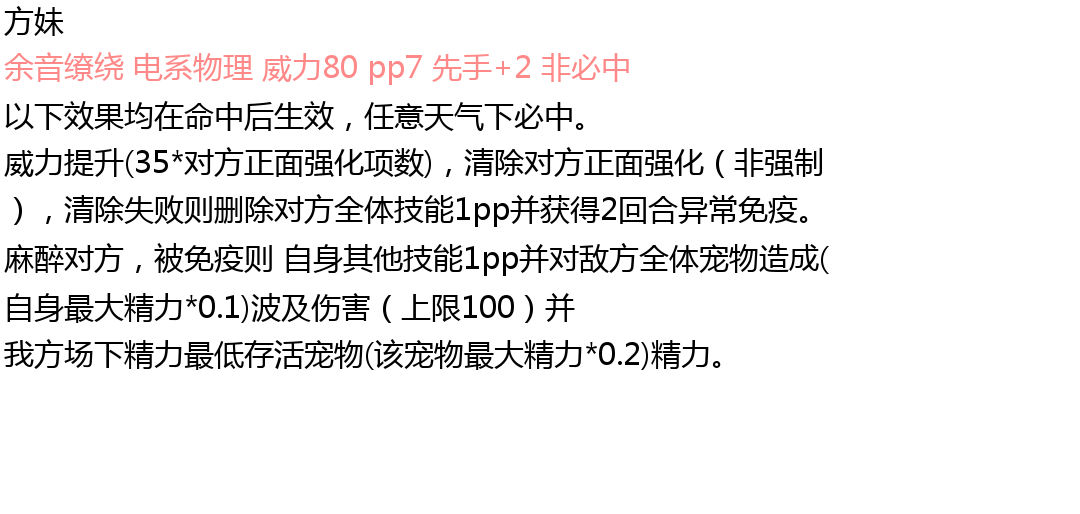 方妹
余音缭绕 电系物理 威力80 pp7 先手+2 非必中
以下效果均在命中后生效，任意天气下必中。
威力提升(35*对方正面强化项数)，清除对方正面强化（非强制
），清除失败则删除对方全体技能1pp并获得2回合异常免疫。
麻醉对方，被免疫则 自身其他技能1pp并对敌方全体宠物造成(
自身最大精力*0.1)波及伤害（上限100）并
我方场下精力最低存活宠物(该宠物最大精力*0.2)精力。